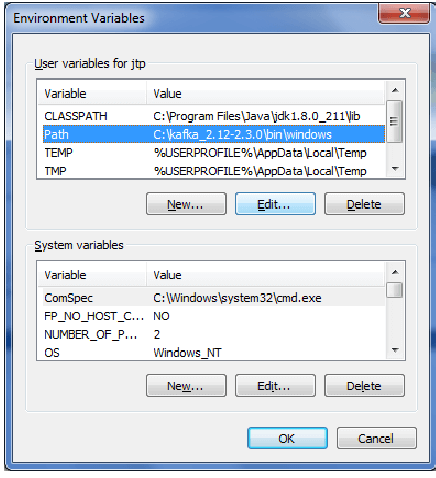 Environment Variables
User variables for jtp
Variable Value
CLASSPATH C:\Program Files\Java\jdk1.8.0_211\lib
Path C:\kafka_2.12-2.3.0\bin\windows
TEMP %USERPROFILE%\AppData\Local\Temp
TMP %USERPROFILE%\AppData\Local\Temp
New... Edit... Delete
System variables
Variable Value
ComSpec C:\Windows\system32\cmd.exe
FP_NO_HOST_C... NO
NUMBER_OF_P... 2
OS Windows_NT
New... Edit... Delete
OK Cancel